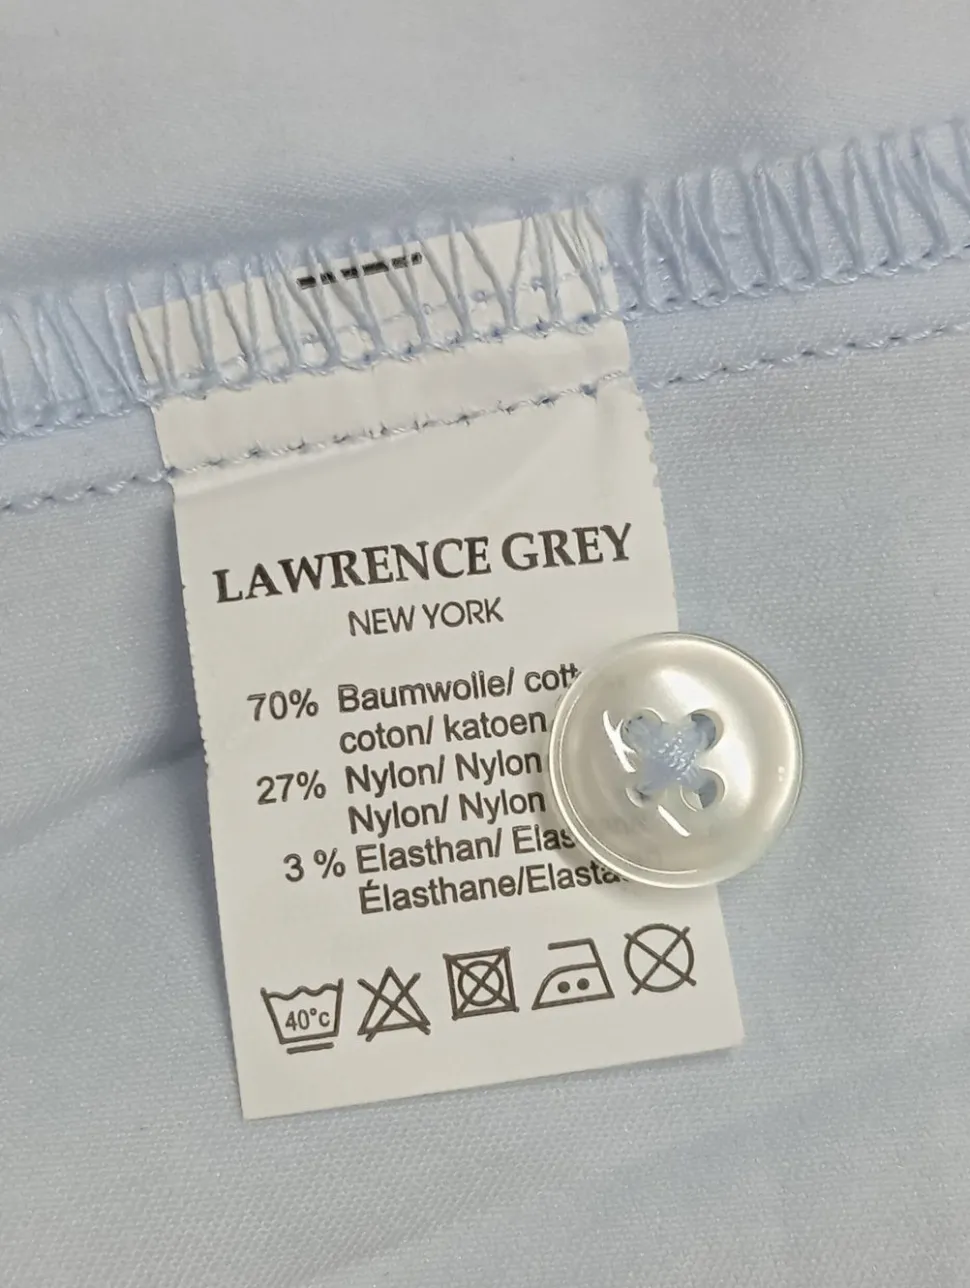 LAWRENCE GREY
NEW YORK
70% Baumwolle/
coton/ katoen
27% Nylon/ Nylon
Nylon/ Nylon
3 % Elasthan/
Élasthane/
40°c